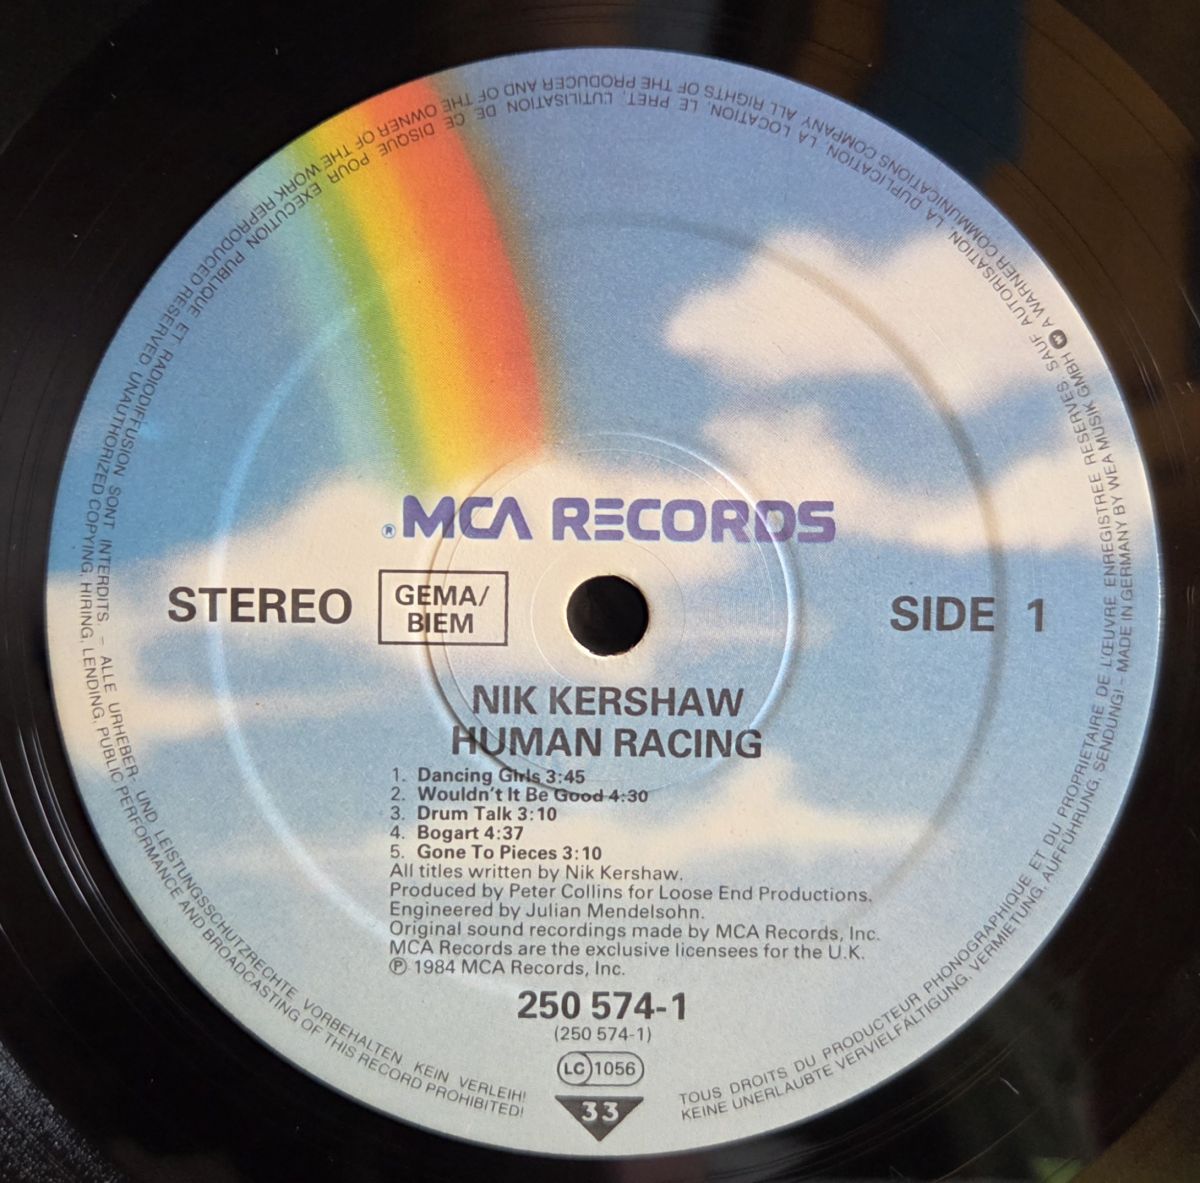 ® MCA RECORDS
STEREO
GEMA/
BIEM
SIDE 1
NIK KERSHAW
HUMAN RACING
1. Dancing Girls 3:45
2. Wouldn't It Be Good 4:30
3. Drum Talk 3:10
4. Bogart 4:37
5. Gone To Pieces 3:10
All titles written by Nik Kershaw.
Produced by Peter Collins for Loose End Productions.
Engineered by Julian Mendelsohn.
Original sound recordings made by MCA Records, Inc.
MCA Records are the exclusive licensees for the U.K.
Ⓟ 1984 MCA Records, Inc.
250 574-1
(250 574-1)
LC 1056
33
TOUS DROITS DU PRODUCTEUR PHONOGRAPHIQUE ET DU PROPRIETAIRE DE L'ŒUVRE ENREGISTREE RESERVES SAUF AUTORISATION, LA DUPLICATION, LA LOCATION, LE PRET, L'UTILISATION DE CE DISQUE POUR EXECUTION PUBLIQUE ET RADIODIFFUSION SONT INTERDITS. – ALLE URHEBER- UND LEISTUNGSSCHUTZRECHTE VORBEHALTEN. KEIN VERLEIH!
KEINE UNERLAUBTE VERVIELFÄLTIGUNG, VERMIETUNG, AUFFÜHRUNG, SENDUNG! - MADE IN GERMANY BY WEA MUSIK GMBH A WARNER COMMUNICATIONS COMPANY ALL RIGHTS OF THE PRODUCER AND OF THE OWNER OF THE WORK REPRODUCED RESERVED UNAUTHORIZED COPYING, HIRING, LENDING, PUBLIC PERFORMANCE AND BROADCASTING OF THIS RECORD PROHIBITED!